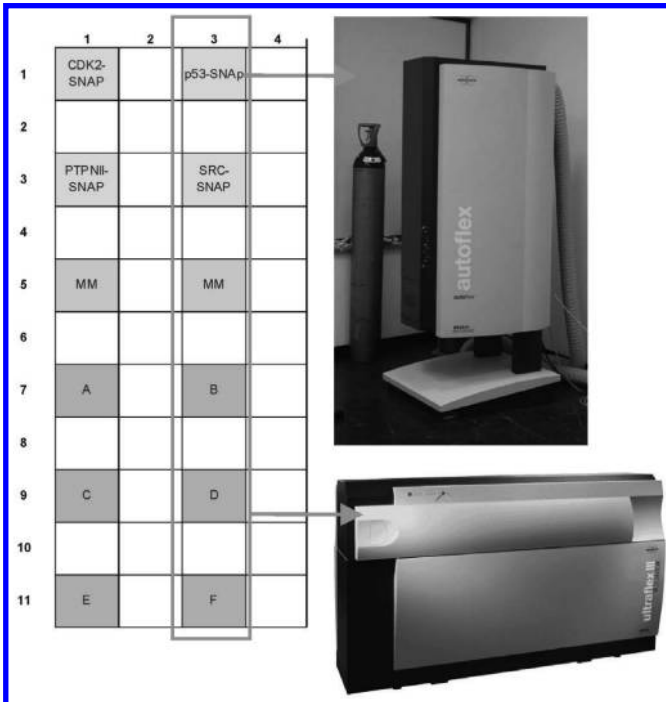 1 2 3 4
1
CDK2-
SNAP
p53-SNAp
2
3
PTPNII-
SNAP
SRC-
SNAP
4
5
MM
MM
6
7
A
B
8
9
C
D
10
11
E
F
autoflex
ultraflex III